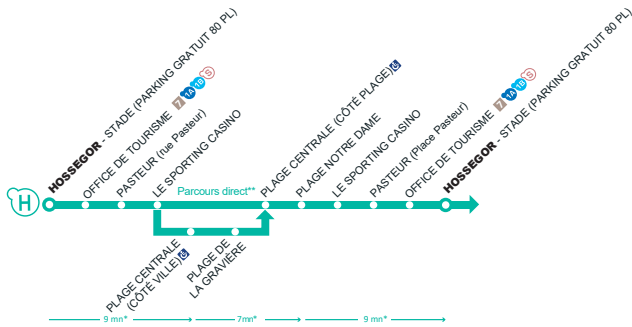 HOSSEGOR - STADE (PARKING GRATUIT 80 PL)
OFFICE DE TOURISME 7 1A 1B S
PASTEUR (rue Pasteur)
LE SPORTING CASINO
Parcours direct**
PLAGE CENTRALE (CÔTÉ PLAGE)
PLAGE NOTRE DAME
LE SPORTING CASINO
PASTEUR (Place Pasteur)
OFFICE DE TOURISME 7 1A 1B S
HOSSEGOR - STADE (PARKING GRATUIT 80 PL)
H
PLAGE CENTRALE
(CÔTÉ VILLE)
PLAGE DE
LA GRAVIÈRE
9 mn*
7mn*
9 mn*